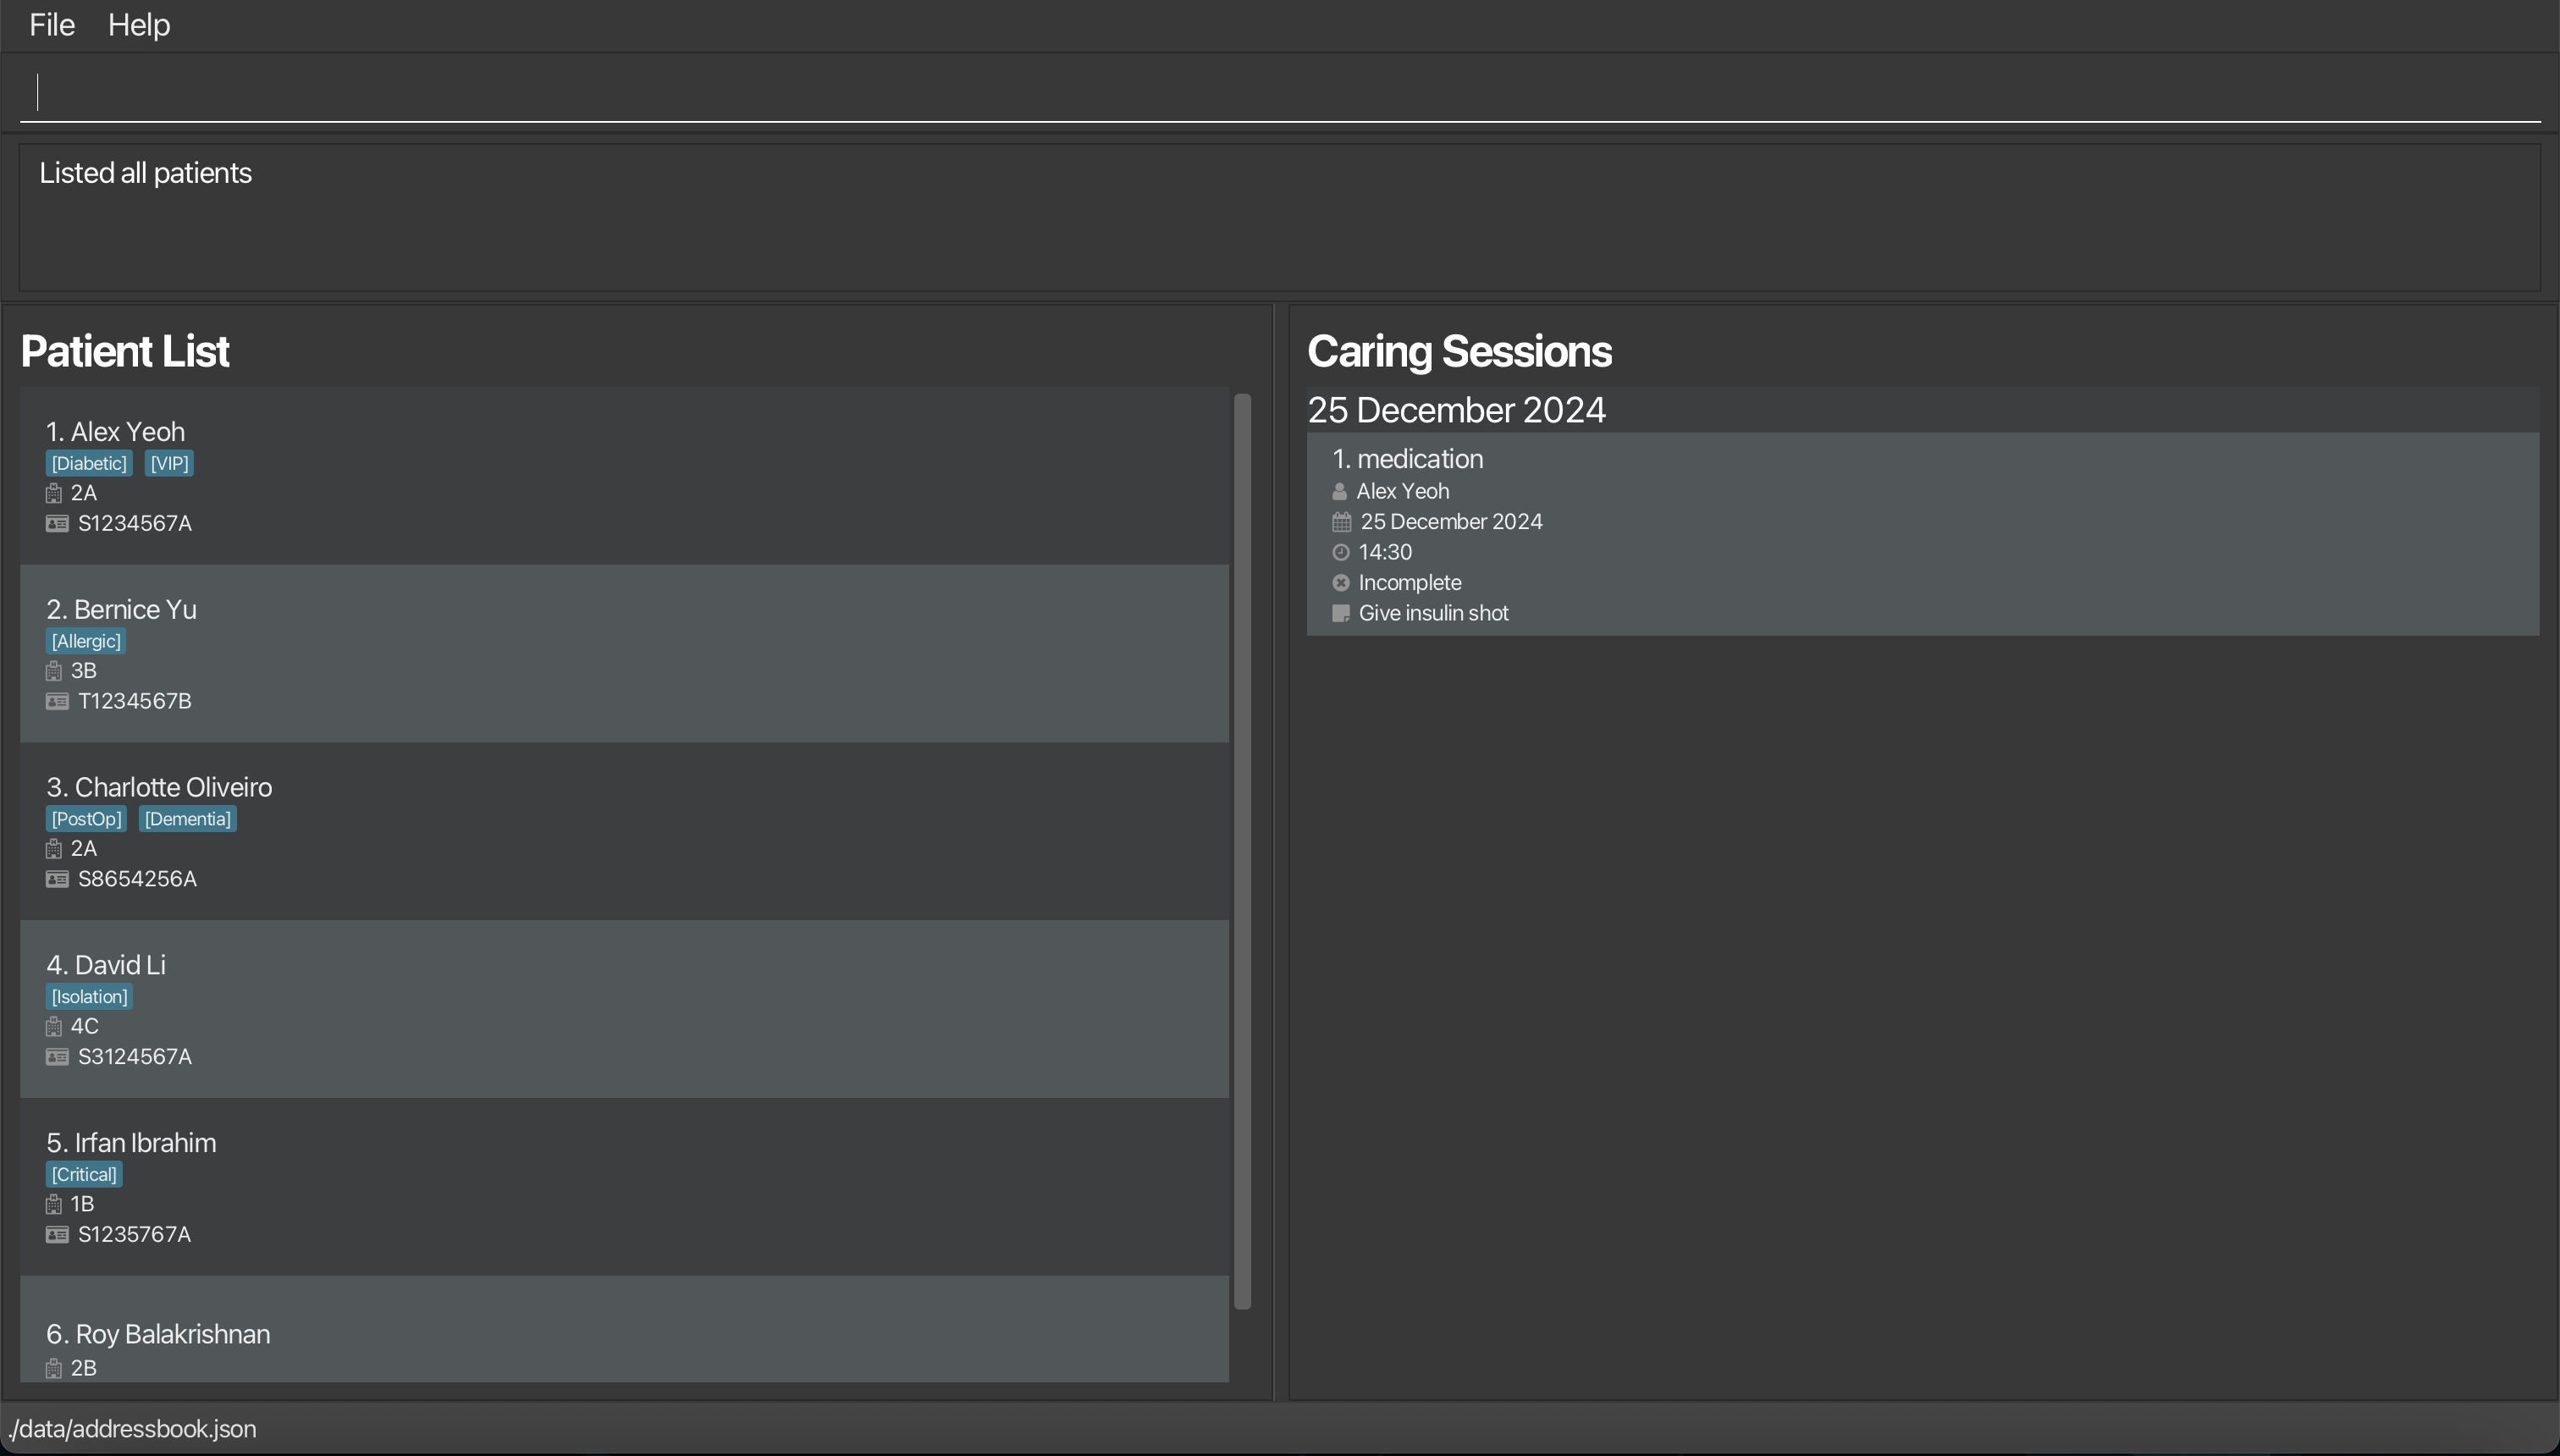 File Help
Listed all patients
Patient List
1. Alex Yeoh
[Diabetic] [VIP]
2A
S1234567A
2. Bernice Yu
[Allergic]
3B
T1234567B
3. Charlotte Oliveiro
[PostOp] [Dementia]
2A
S8654256A
4. David Li
[Isolation]
4C
S3124567A
5. Irfan Ibrahim
[Critical]
1B
S1235767A
6. Roy Balakrishnan
2B
Caring Sessions
25 December 2024
1. medication
Alex Yeoh
25 December 2024
14:30
Incomplete
Give insulin shot
./data/addressbook.json